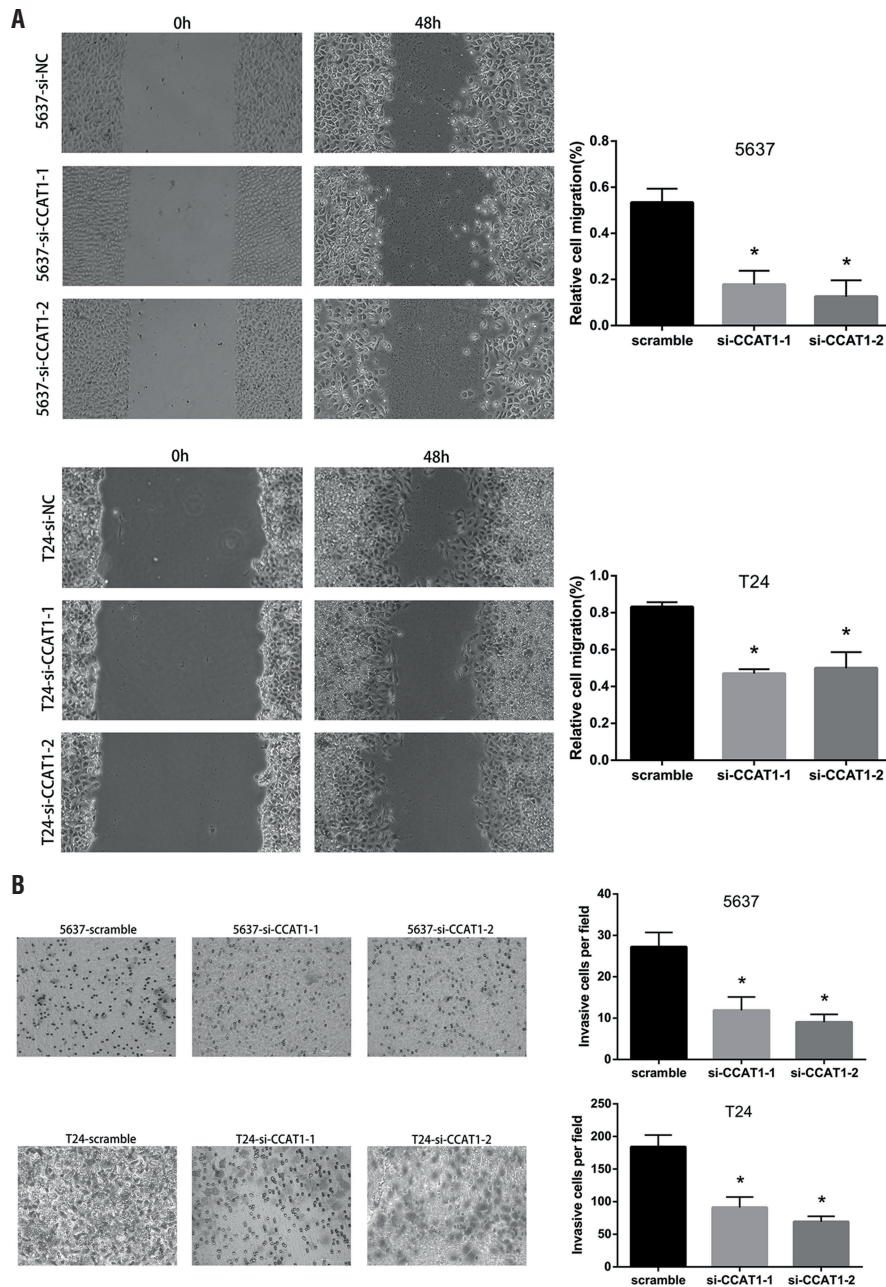 A
0h
48h
5637-si-NC
5637-si-CCAT1-1
5637-si-CCAT1-2
Relative cell migration(%)
5637
0.8
0.6
0.4
0.2
0.0
*
*
scramble
si-CCAT1-1
si-CCAT1-2
0h
48h
T24-si-NC
T24-si-CCAT1-1
T24-si-CCAT1-2
Relative cell migration(%)
T24
1.0
0.8
0.6
0.4
0.2
0.0
*
*
scramble
si-CCAT1-1
si-CCAT1-2
B
5637-scramble
5637-si-CCAT1-1
5637-si-CCAT1-2
Invasive cells per field
5637
40
30
20
10
0
*
*
scramble
si-CCAT1-1
si-CCAT1-2
T24-scramble
T24-si-CCAT1-1
T24-si-CCAT1-2
Invasive cells per field
T24
250
200
150
100
50
0
*
*
scramble
si-CCAT1-1
si-CCAT1-2